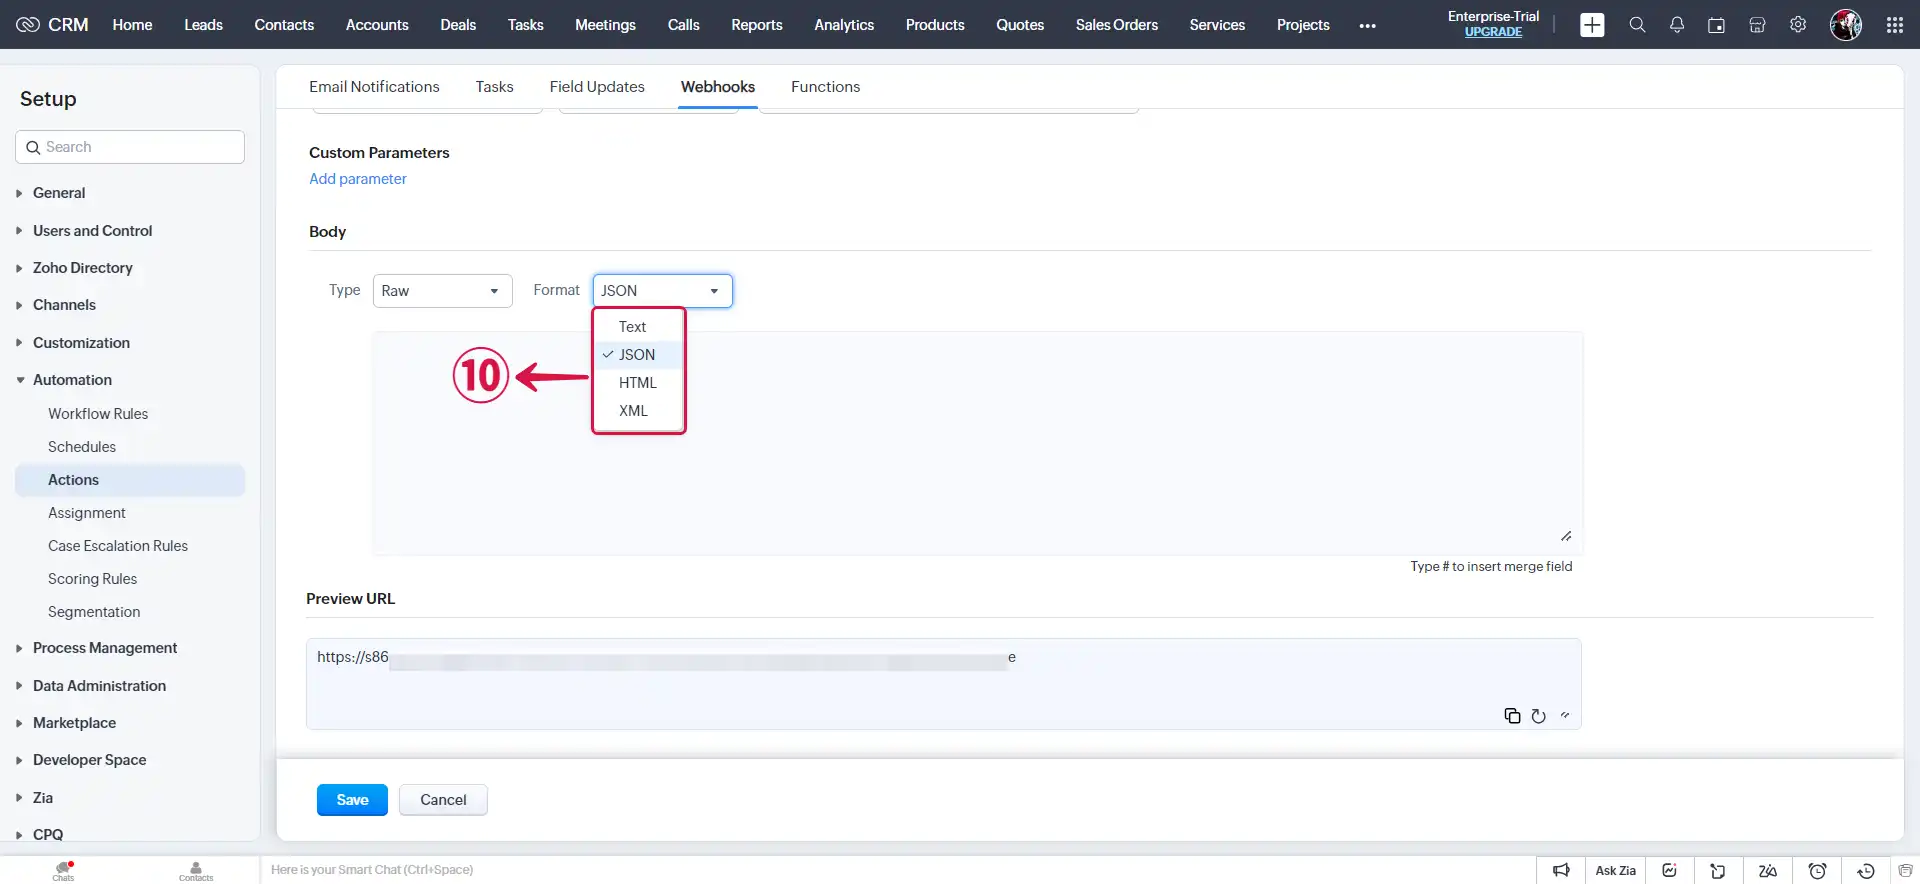 CRM Home Leads Contacts Accounts Deals Tasks Meetings Calls Reports Analytics Products Quotes Sales Orders Services Projects ••• Enterprise-Trial
UPGRADE
Setup
Search
General
Users and Control
Zoho Directory
Channels
Customization
Automation
Workflow Rules
Schedules
Actions
Assignment
Case Escalation Rules
Scoring Rules
Segmentation
Process Management
Data Administration
Marketplace
Developer Space
Zia
CPQ
Email Notifications Tasks Field Updates Webhooks Functions
Custom Parameters
Add parameter
Body
Type Raw Format JSON
Text
JSON
HTML
XML
10
Type # to insert merge field
Preview URL
https://s86 e
Save Cancel
Chats Contacts Here is your Smart Chat (Ctrl+Space) Ask Zia